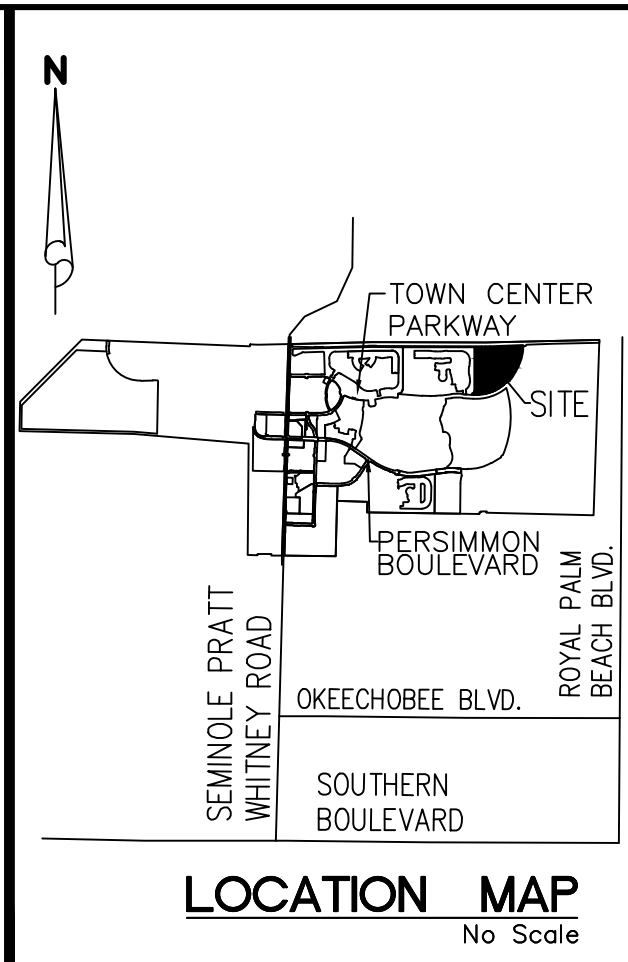 N
TOWN CENTER
PARKWAY
SITE
PERSIMMON
BOULEVARD
ROYAL PALM
BEACH BLVD.
SEMINOLE PRATT
WHITNEY ROAD
OKEECHOBEE BLVD.
SOUTHERN
BOULEVARD
LOCATION MAP
No Scale